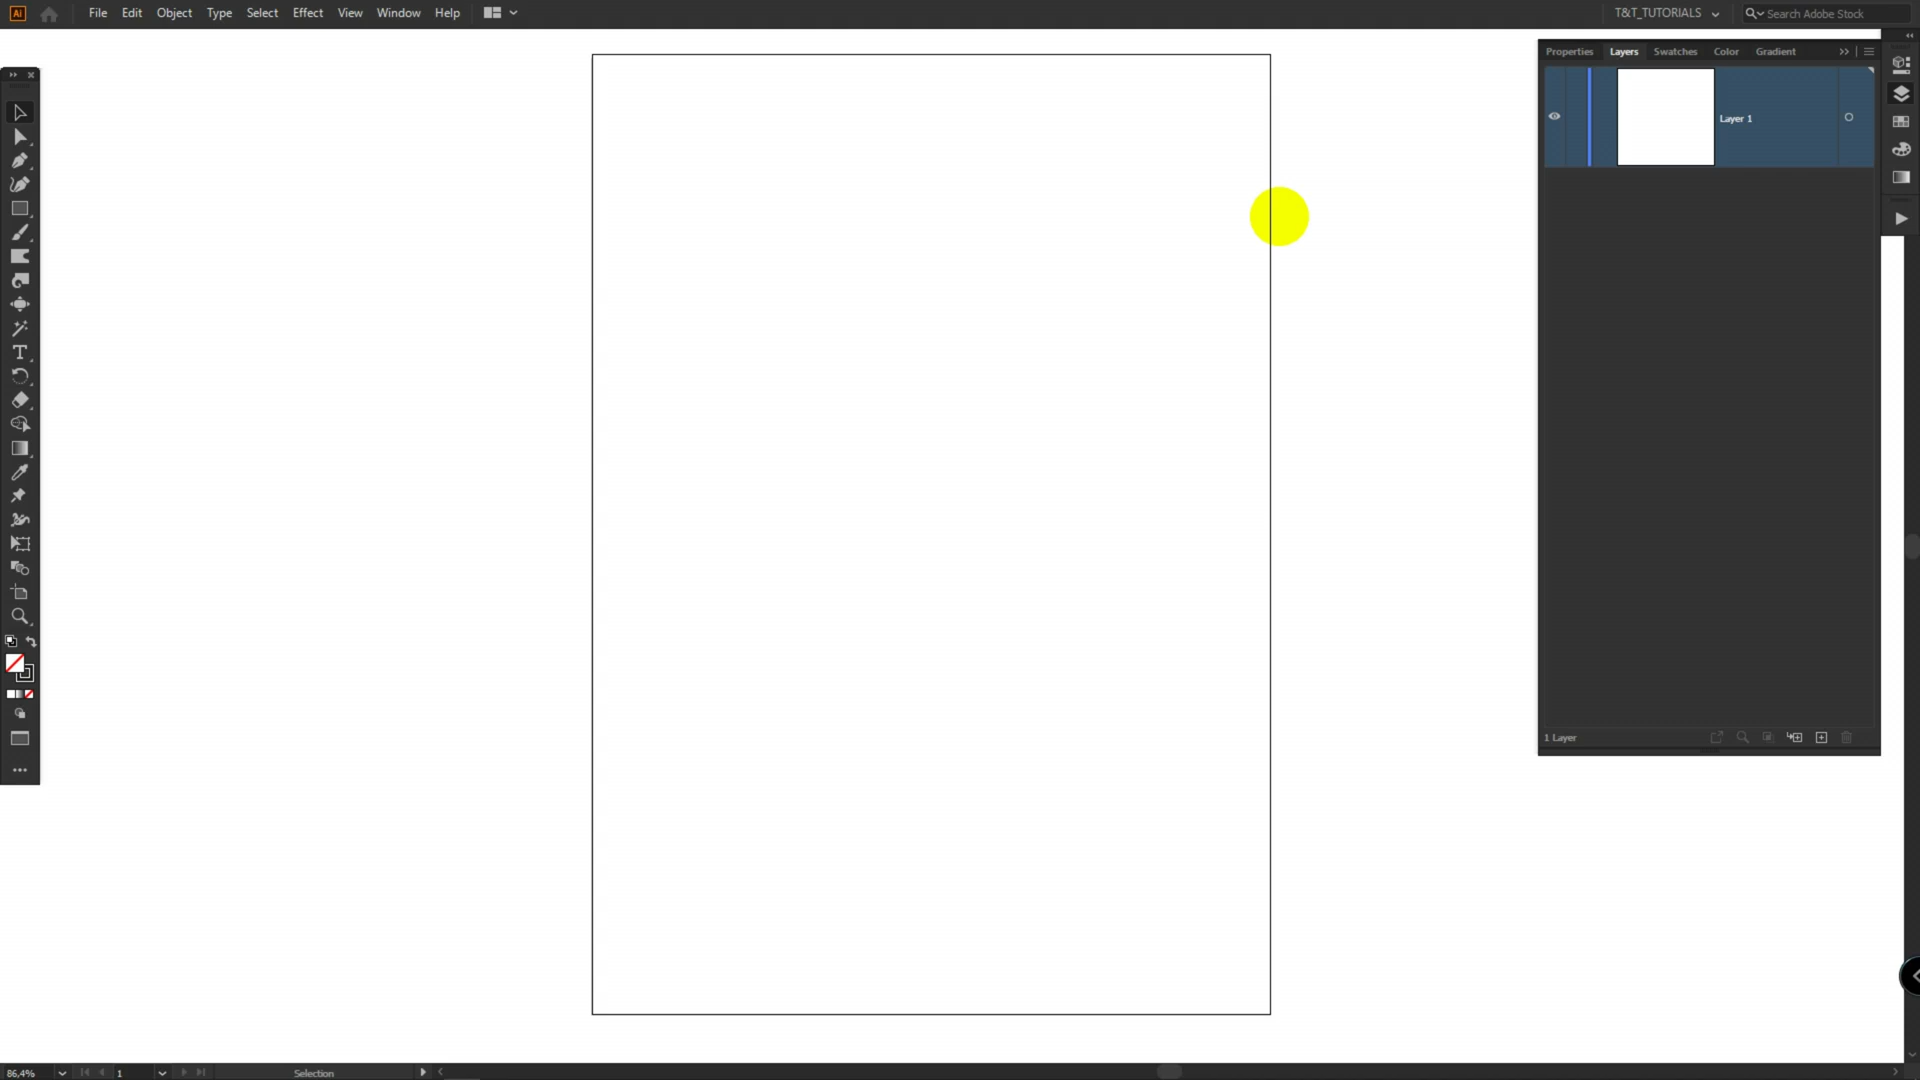 Ai File Edit Object Type Select Effect View Window Help
T&T_TUTORIALS Search Adobe Stock
Properties Layers Swatches Color Gradient
Layer 1
1 Layer
86,4% 1 Selection